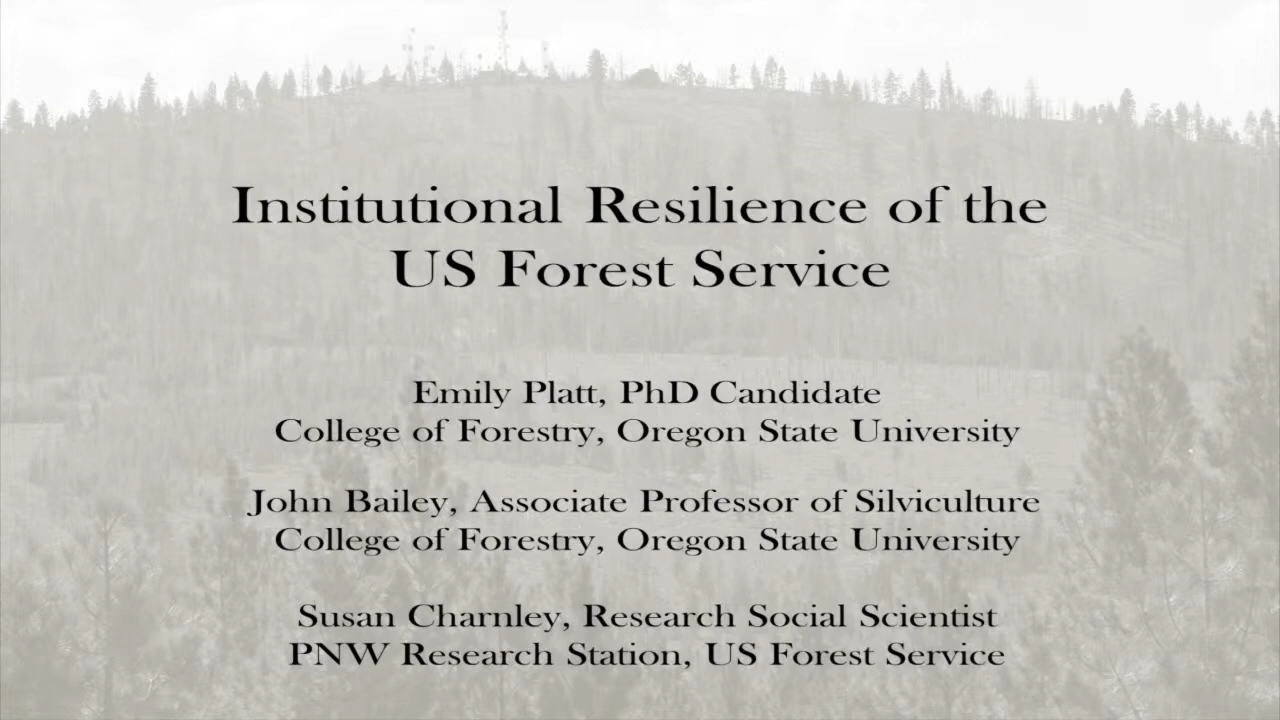 Institutional Resilience of the
US Forest Service
Emily Platt, PhD Candidate
College of Forestry, Oregon State University
John Bailey, Associate Professor of Silviculture
College of Forestry, Oregon State University
Susan Charnley, Research Social Scientist
PNW Research Station, US Forest Service